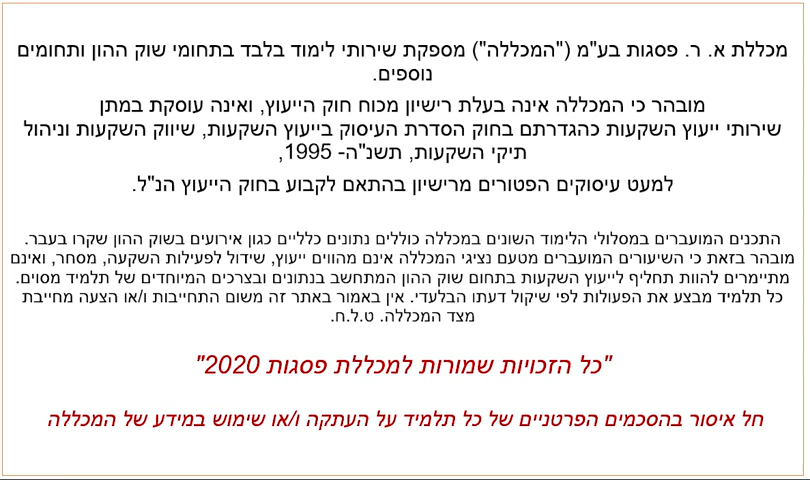 מכללת א. ר. פסגות בע"מ ("המכללה") מספקת שירותי לימוד בלבד בתחומי שוק ההון ותחומים
נוספים.
מובהר כי המכללה אינה בעלת רישיון מכוח חוק הייעוץ, ואינה עוסקת במתן
שירותי ייעוץ השקעות כהגדרתם בחוק הסדרת העיסוק בייעוץ השקעות, שיווק השקעות וניהול
תיקי השקעות, תשנ"ה- 1995,
למעט עיסוקים הפטורים מרישיון בהתאם לקבוע בחוק הייעוץ הנ"ל.
התכנים המועברים במסלולי הלימוד השונים במכללה כוללים נתונים כלליים כגון אירועים בשוק ההון שקרו בעבר.
מובהר בזאת כי השיעורים המועברים מטעם נציגי המכללה אינם מהווים ייעוץ, שידול לפעילות השקעה, מסחר, ואינם
מתיימרים להוות תחליף לייעוץ השקעות בתחום שוק ההון המתחשב בנתונים ובצרכים המיוחדים של תלמיד מסוים.
כל תלמיד מבצע את הפעולות לפי שיקול דעתו הבלעדי. אין באמור באתר זה משום התחייבות ו/או הצעה מחייבת
מצד המכללה. ט.ל.ח.
"כל הזכויות שמורות למכללת פסגות 2020"
חל איסור בהסכמים הפרטניים של כל תלמיד על העתקה ו/או שימוש במידע של המכללה